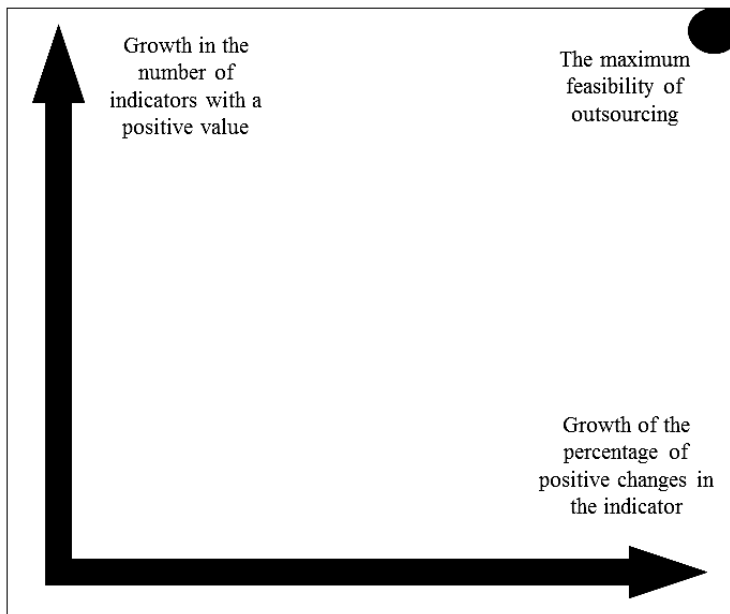 Growth in the
number of
indicators with a
positive value
The maximum
feasibility of
outsourcing
Growth of the
percentage of
positive changes in
the indicator